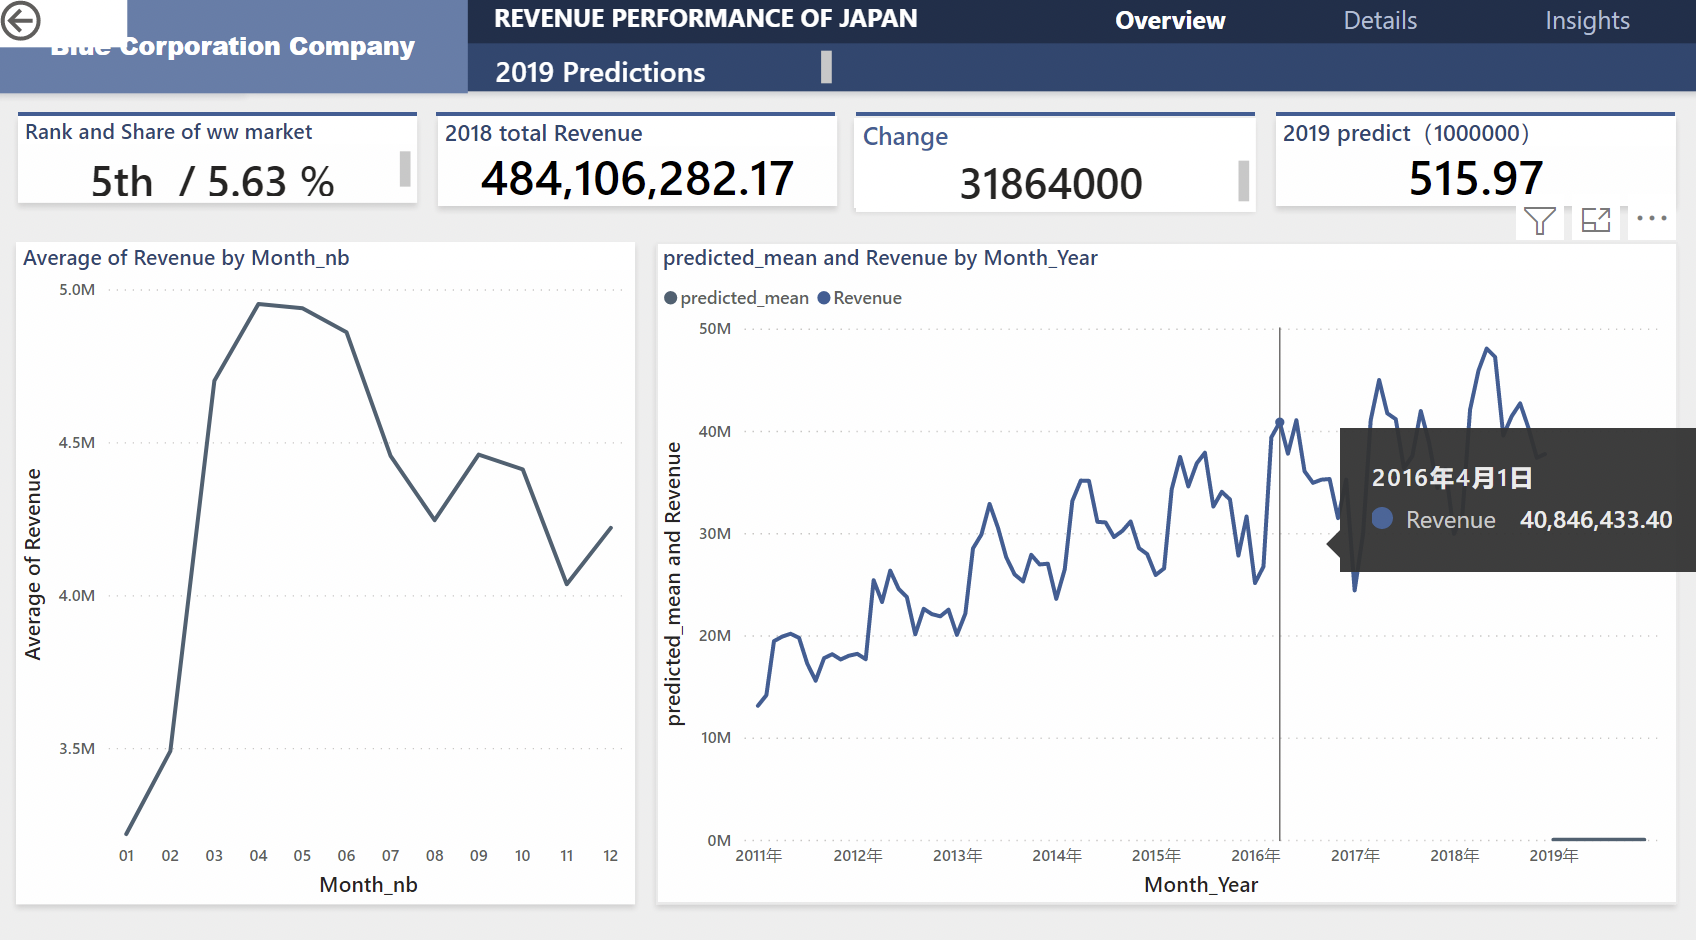 Blue Corporation Company
REVENUE PERFORMANCE OF JAPAN
Overview
Details
Insights
2019 Predictions
Rank and Share of ww market
5th / 5.63 %
2018 total Revenue
484,106,282.17
Change
31864000
2019 predict（1000000）
515.97
Average of Revenue by Month_nb
5.0M
4.5M
4.0M
3.5M
Average of Revenue
01 02 03 04 05 06 07 08 09 10 11 12
Month_nb
predicted_mean and Revenue by Month_Year
predicted_mean Revenue
50M
40M
30M
20M
10M
0M
predicted_mean and Revenue
2011年 2012年 2013年 2014年 2015年 2016年 2017年 2018年 2019年
Month_Year
2016年4月1日
Revenue 40,846,433.40